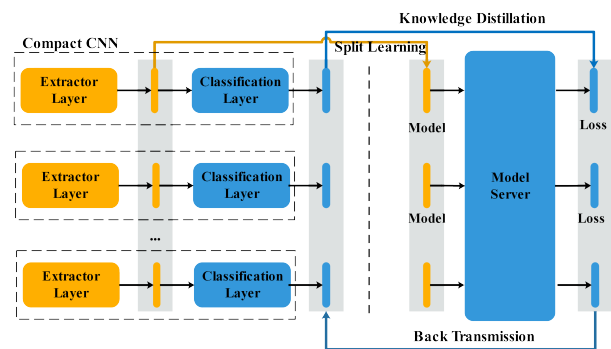 Knowledge Distillation
Compact CNN
Split Learning
Extractor
Layer
Classification
Layer
Model
Loss
Extractor
Layer
Classification
Layer
Model
Server
Model
Loss
...
Extractor
Layer
Classification
Layer
Back Transmission